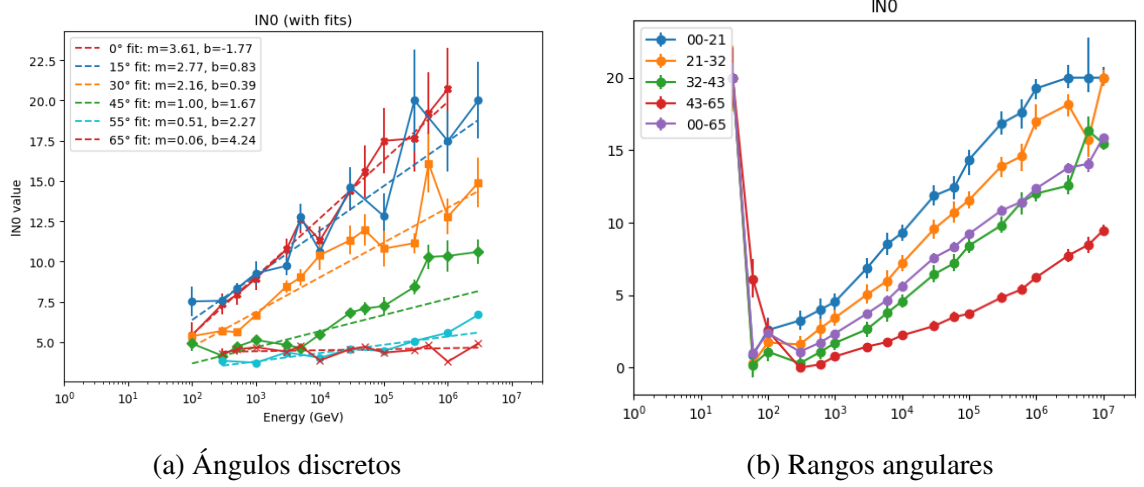 IN0 (with fits)
0° fit: m=3.61, b=-1.77
15° fit: m=2.77, b=0.83
30° fit: m=2.16, b=0.39
45° fit: m=1.00, b=1.67
55° fit: m=0.51, b=2.27
65° fit: m=0.06, b=4.24
22.5
20.0
17.5
15.0
12.5
10.0
7.5
5.0
IN0 value
10^0 10^1 10^2 10^3 10^4 10^5 10^6 10^7
Energy (GeV)
(a) Ángulos discretos
IN0
00-21
21-32
32-43
43-65
00-65
20
15
10
5
0
10^0 10^1 10^2 10^3 10^4 10^5 10^6 10^7
(b) Rangos angulares